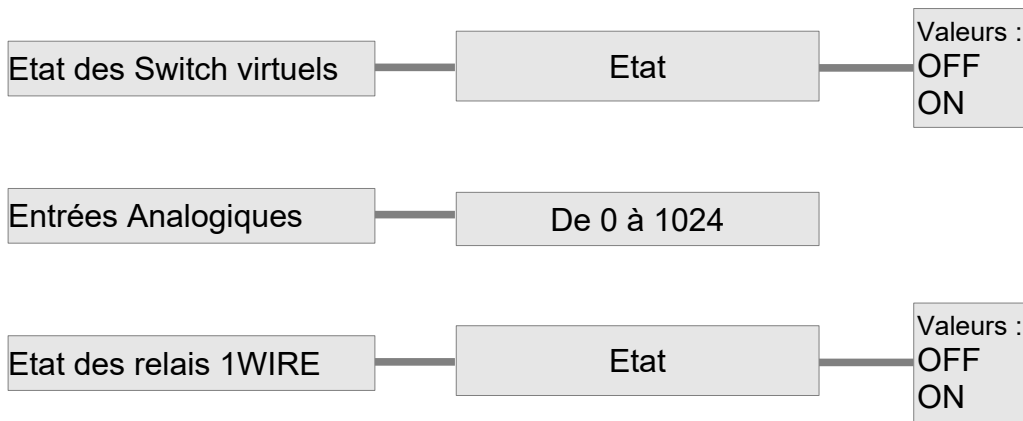 Etat des Switch virtuels
Etat
Valeurs :
OFF
ON
Entrées Analogiques
De 0 à 1024
Etat des relais 1WIRE
Etat
Valeurs :
OFF
ON